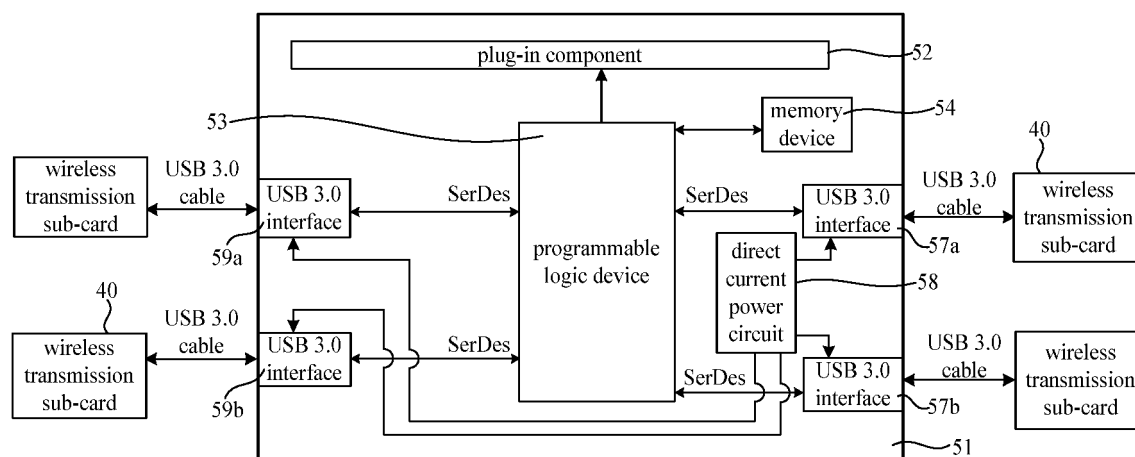 plug-in component
52
53
memory
device
54
wireless
transmission
sub-card
USB 3.0
cable
USB 3.0
interface
59a
SerDes
programmable
logic device
SerDes
USB 3.0
interface
57a
USB 3.0
cable
40
wireless
transmission
sub-card
direct
current
power
circuit
58
40
wireless
transmission
sub-card
USB 3.0
cable
USB 3.0
interface
59b
SerDes
SerDes
USB 3.0
interface
57b
USB 3.0
cable
wireless
transmission
sub-card
51